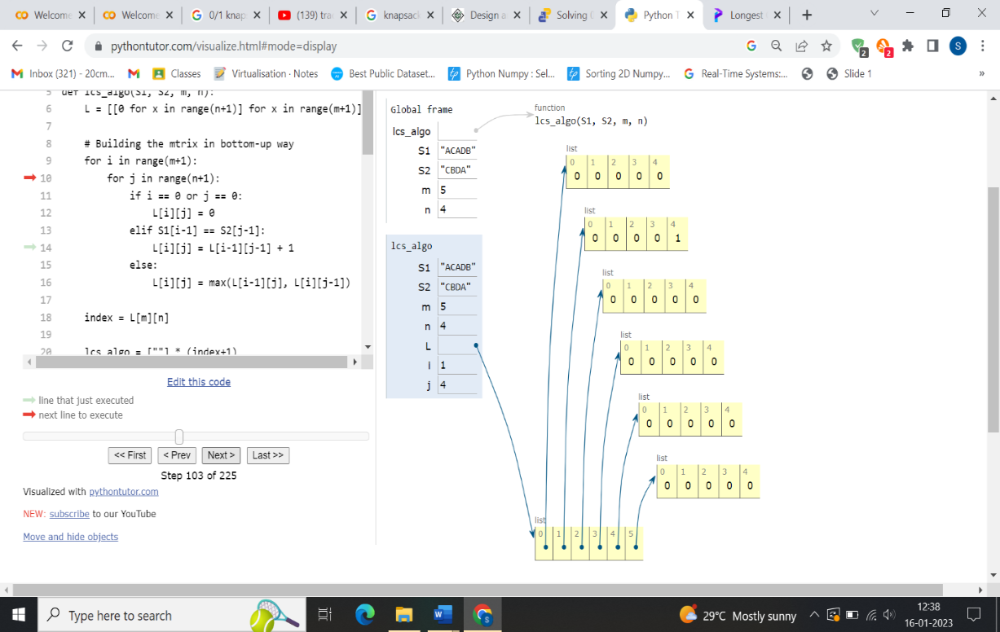 Welcome
Welcome
0/1 knap
(139) tra
knapsac
Design a
Solving
Python T
Longest
pythontutor.com/visualize.html#mode=display
2
2
S
Inbox (321) - 20cm...
Classes
Virtualisation · Notes
Best Public Dataset...
Python Numpy : Sel...
Sorting 2D Numpy...
Real-Time Systems:...
Slide 1
»
5 def lcs_algo(S1, S2, m, n):
6 L = [[0 for x in range(n+1)] for x in range(m+1)]
7
8 # Building the mtrix in bottom-up way
9 for i in range(m+1):
10 for j in range(n+1):
11 if i == 0 or j == 0:
12 L[i][j] = 0
13 elif S1[i-1] == S2[j-1]:
14 L[i][j] = L[i-1][j-1] + 1
15 else:
16 L[i][j] = max(L[i-1][j], L[i][j-1])
17
18 index = L[m][n]
19
20 lcs_algo = [""] * (index+1)
Edit this code
line that just executed
next line to execute
<< First
< Prev
Next >
Last >>
Step 103 of 225
Visualized with pythontutor.com
NEW: subscribe to our YouTube
Move and hide objects
Global frame
lcs_algo
S1 "ACADB"
S2 "CBDA"
m 5
n 4
lcs_algo
S1 "ACADB"
S2 "CBDA"
m 5
n 4
L
i 1
j 4
function
lcs_algo(S1, S2, m, n)
list
0 1 2 3 4
0 0 0 0 0
list
0 1 2 3 4
0 0 0 0 1
list
0 1 2 3 4
0 0 0 0 0
list
0 1 2 3 4
0 0 0 0 0
list
0 1 2 3 4
0 0 0 0 0
list
0 1 2 3 4
0 0 0 0 0
list
0 1 2 3 4 5
Type here to search
29°C Mostly sunny
12:38
16-01-2023